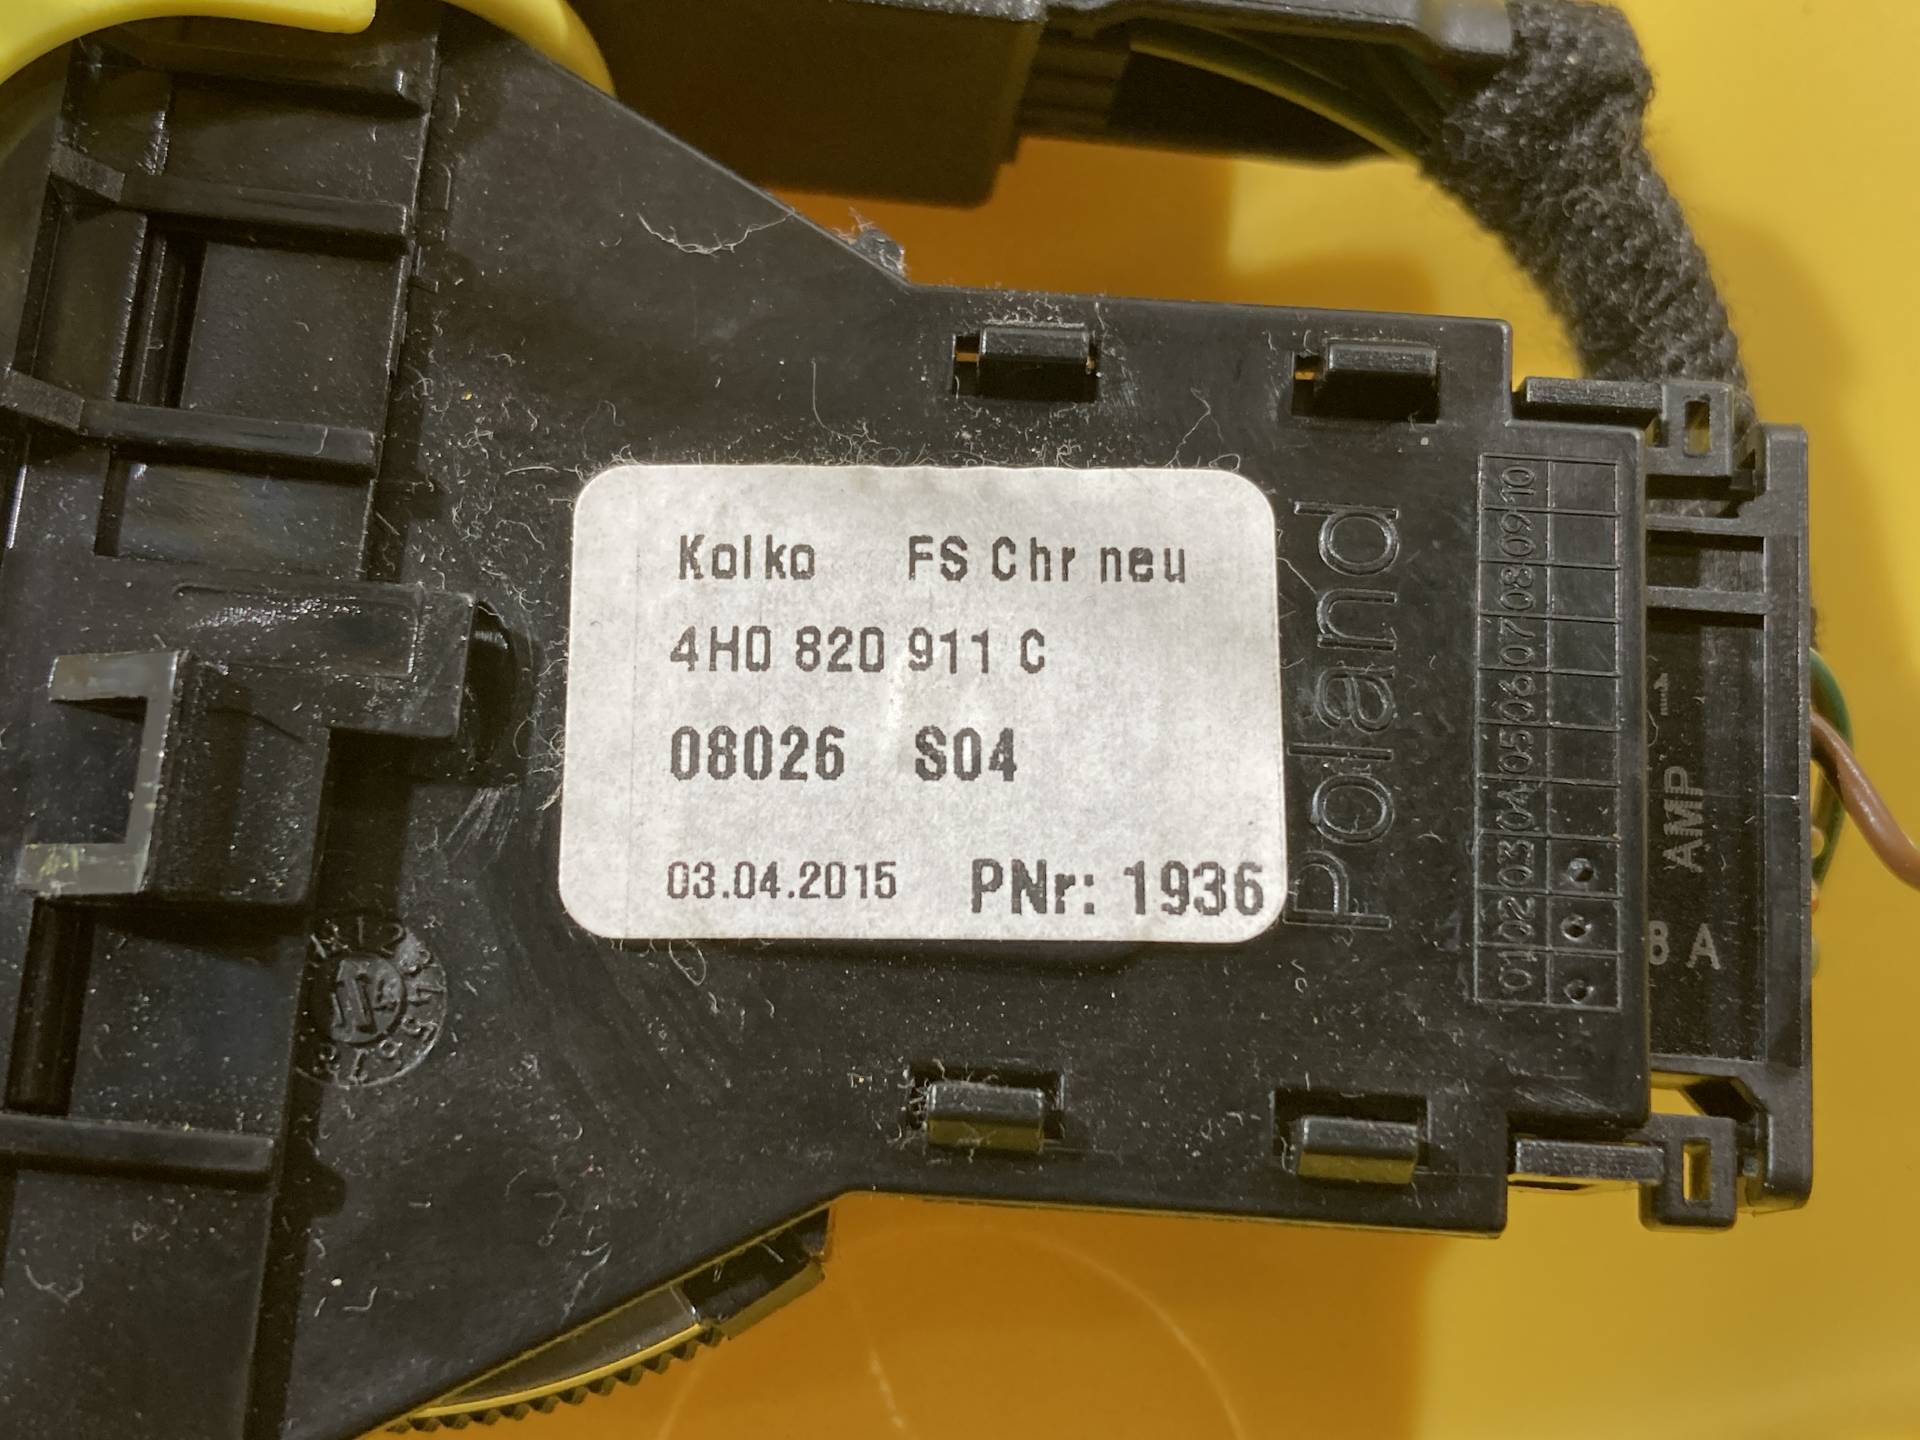 Kolko FS Chr neu
4H0 820 911 C
08026 S04
03.04.2015 PNr: 1936
Poland
01 02 03 04 05 06 07 08 09 10
1
AMP
8 A